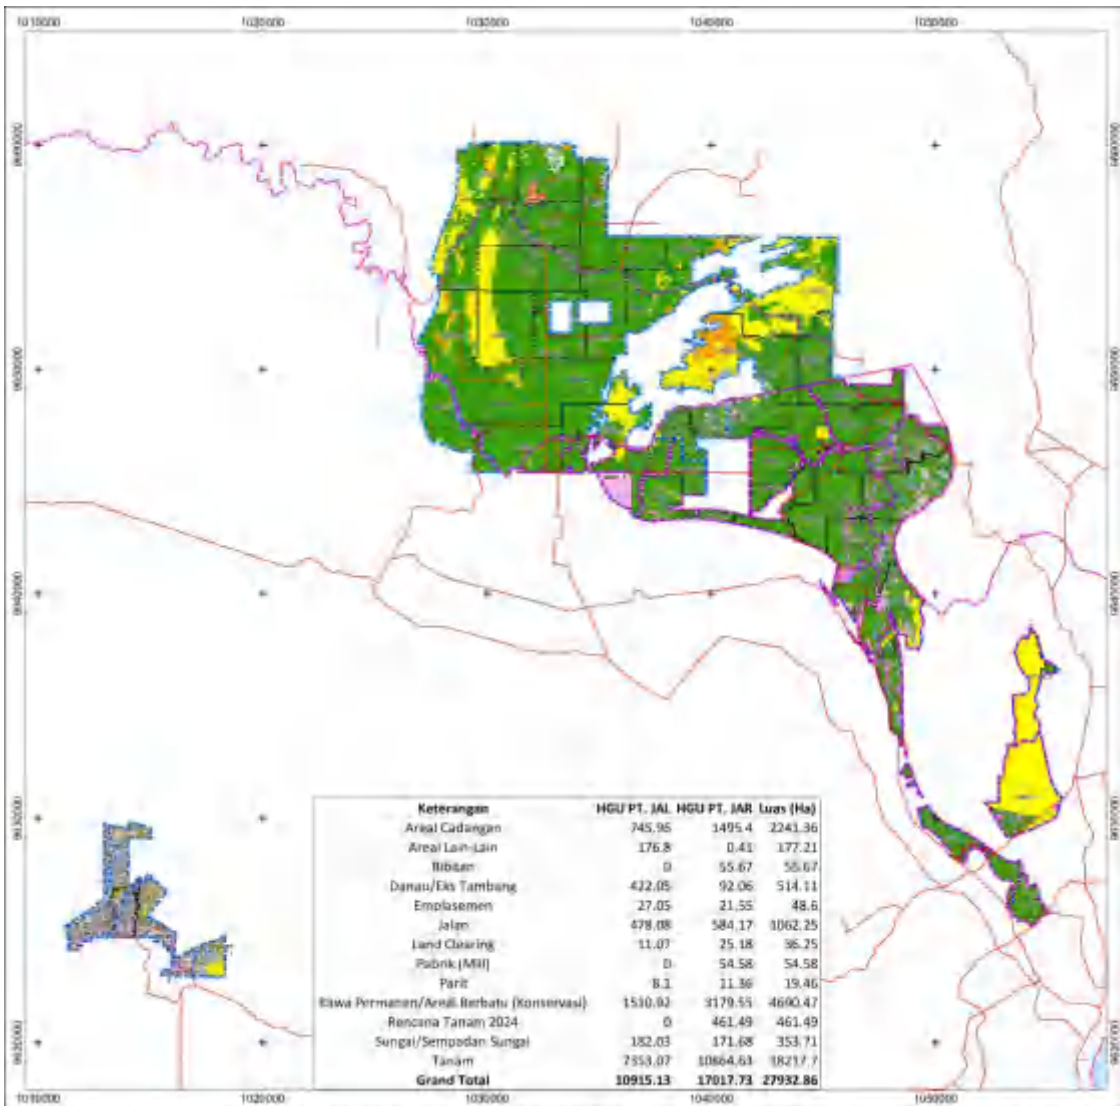 1010000 1020000 1030000 1040000 1050000
Keterangan HGU PT. JAL HGU PT. JAR Luas (Ha)
Areal Cadangan 745.96 1495.4 2241.36
Areal Lain-Lain 176.8 0.41 177.21
Bibitan 0 55.67 55.67
Danau/Eks Tambang 422.05 92.06 514.11
Emplasemen 27.05 21.55 48.6
Jalan 478.08 584.17 1062.25
Land Clearing 11.07 25.18 36.25
Pabrik (Mill) 0 54.58 54.58
Parit 8.1 11.36 19.46
Rawa Permanen/Areal Berbatu (Konservasi) 1510.92 3179.55 4690.47
Rencana Tanam 2024 0 461.49 461.49
Sungai/Sempadan Sungai 182.03 171.68 353.71
Tanam 7353.07 10864.63 18217.7
Grand Total 10915.13 17017.73 27932.86
1010000 1020000 1030000 1040000 1050000